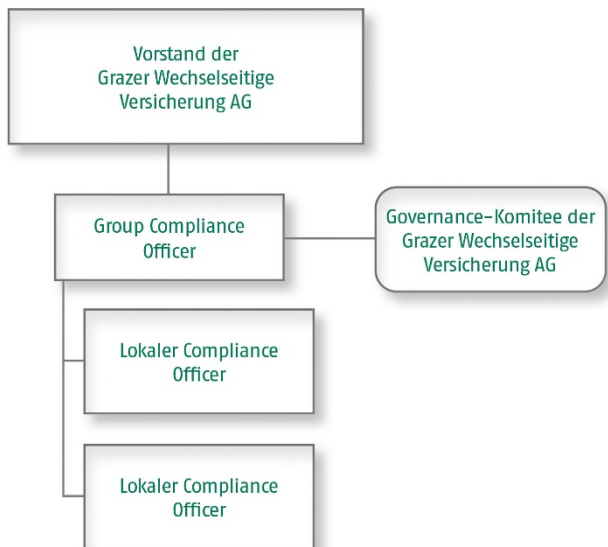 Vorstand der
Grazer Wechselseitige
Versicherung AG
Group Compliance
Officer
Governance-Komitee der
Grazer Wechselseitige
Versicherung AG
Lokaler Compliance
Officer
Lokaler Compliance
Officer